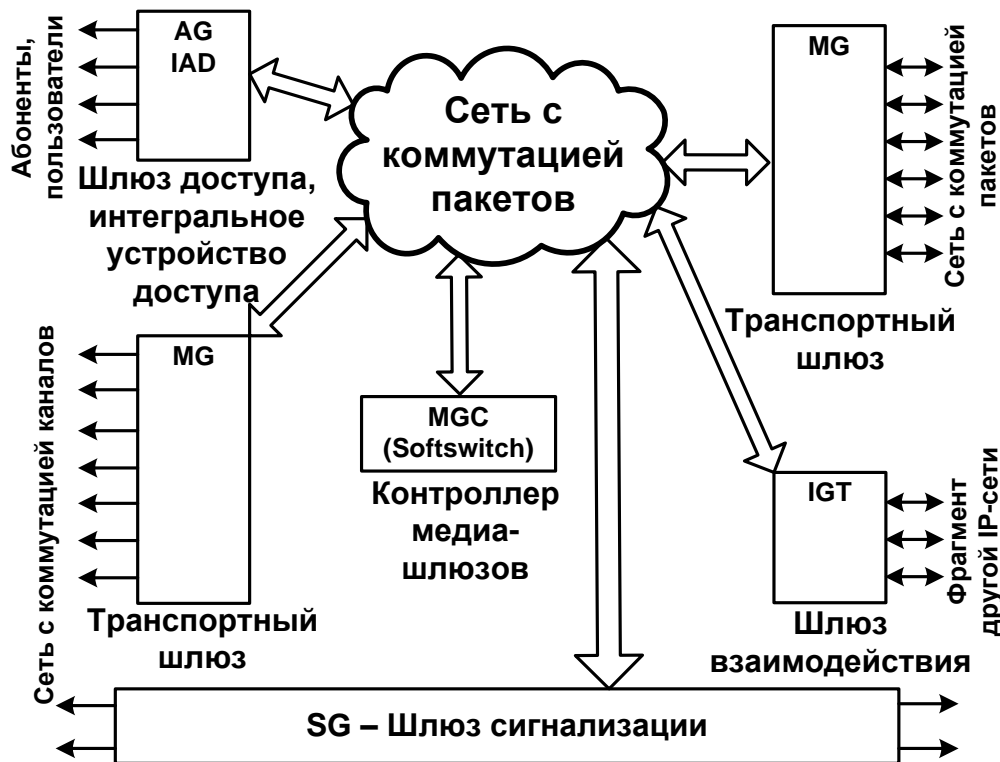 Абоненты,
пользователи
AG
IAD
Шлюз доступа,
интегральное
устройство
доступа
Сеть с
коммутацией
пакетов
MG
Сеть с коммутацией
пакетов
Транспортный
шлюз
Сеть с коммутацией каналов
MG
Транспортный
шлюз
MGC
(Softswitch)
Контроллер
медиа-
шлюзов
IGT
Фрагмент
другой IP-сети
Шлюз
взаимодействия
SG – Шлюз сигнализации